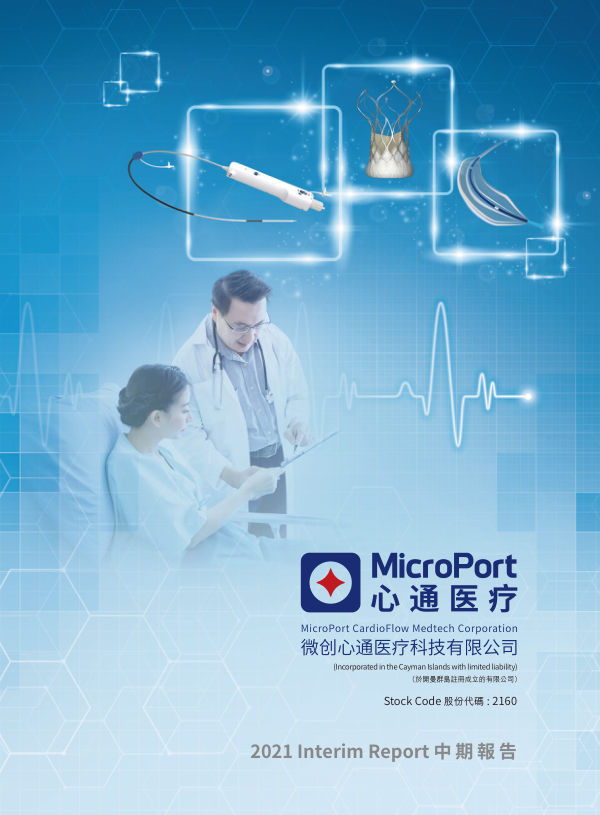 MicroPort
心通医疗
MicroPort CardioFlow Medtech Corporation
微创心通医疗科技有限公司
(Incorporated in the Cayman Islands with limited liability)
（於開曼群島註冊成立的有限公司）
Stock Code 股份代碼 : 2160
2021 Interim Report 中期報告